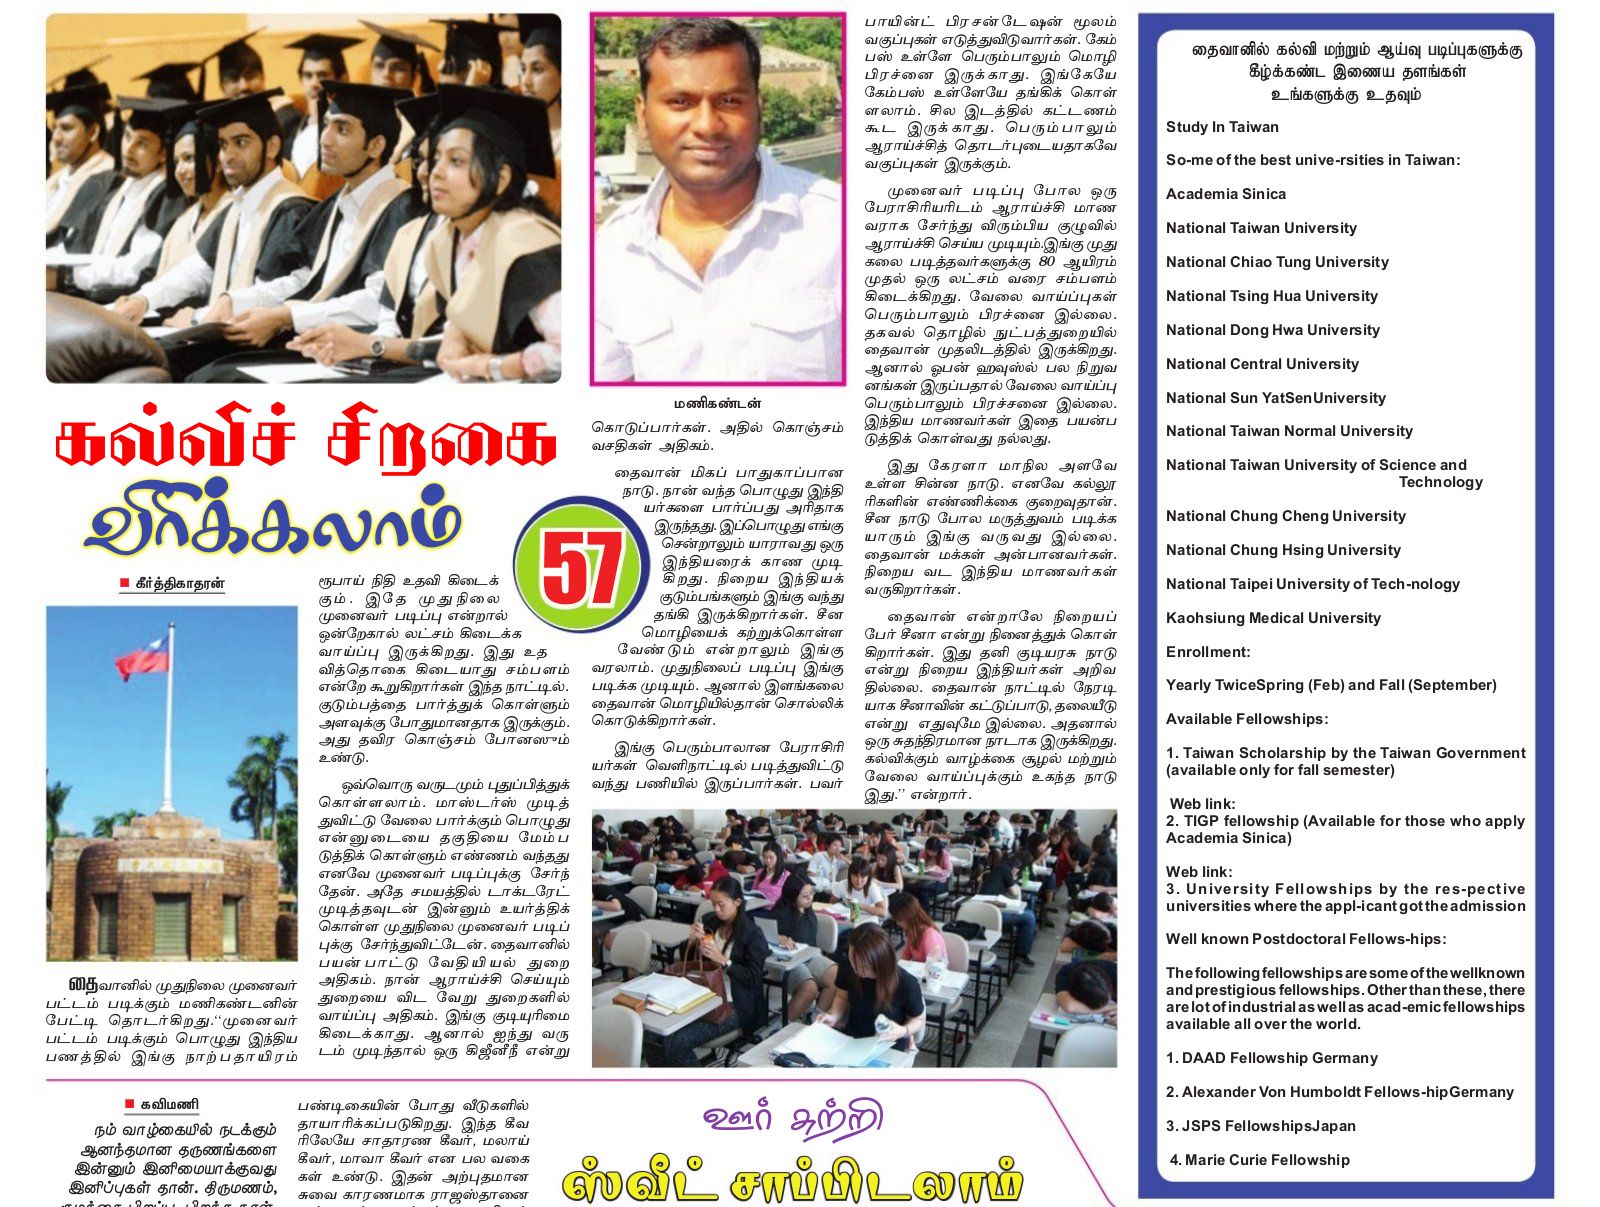 கல்விச் சிறகை
விரிக்கலாம்
57
■ கீர்த்திகாதரன்
தைவானில் முதுநிலை முனைவர்
பட்டம் படிக்கும் மணிகண்டனின்
பேட்டி தொடர்கிறது.“முனைவர்
பட்டம் படிக்கும் பொழுது இந்திய
பணத்தில் இங்கு நாற்பதாயிரம்
ரூபாய் நிதி உதவி கிடைக்
கும். இதே முதுநிலை
முனைவர் படிப்பு என்றால்
ஒன்றேகால் லட்சம் கிடைக்க
வாய்ப்பு இருக்கிறது. இது உத
வித்தொகை கிடையாது சம்பளம்
என்றே கூறுகிறார்கள் இந்த நாட்டில்.
குடும்பத்தை பார்த்துக் கொள்ளும்
அளவுக்கு போதுமானதாக இருக்கும்.
அது தவிர கொஞ்சம் போனஸும்
உண்டு.
ஒவ்வொரு வருடமும் புதுப்பித்துக்
கொள்ளலாம். மாஸ்டர்ஸ் முடித்
துவிட்டு வேலை பார்க்கும் பொழுது
என்னுடையை தகுதியை மேம்ப
டுத்திக் கொள்ளும் எண்ணம் வந்தது
எனவே முனைவர் படிப்புக்கு சேர்ந்
தேன். அதே சமயத்தில் டாக்டரேட்
முடித்தவுடன் இன்னும் உயர்த்திக்
கொள்ள முதுநிலை முனைவர் படிப்
புக்கு சேர்ந்துவிட்டேன். தைவானில்
பயன்பாட்டு வேதியியல் துறை
அதிகம். நான் ஆராய்ச்சி செய்யும்
துறையை விட வேறு துறைகளில்
வாய்ப்பு அதிகம். இங்கு குடியுரிமை
கிடைக்காது. ஆனால் ஐந்து வரு
டம் முடிந்தால் ஒரு கிஜீனீநீ என்று
மணிகண்டன்
கொடுப்பார்கள். அதில் கொஞ்சம்
வசதிகள் அதிகம்.
தைவான் மிகப் பாதுகாப்பான
நாடு. நான் வந்த பொழுது இந்தி
யர்களை பார்ப்பது அரிதாக
இருந்தது.இப்பொழுது எங்கு
சென்றாலும் யாராவது ஒரு
இந்தியரைக் காண முடி
கிறது. நிறைய இந்தியக்
குடும்பங்களும் இங்கு வந்து
தங்கி இருக்கிறார்கள். சீன
மொழியைக் கற்றுக்கொள்ள
வேண்டும் என்றாலும் இங்கு
வரலாம். முதுநிலைப் படிப்பு இங்கு
படிக்க முடியும். ஆனால் இளங்கலை
தைவான் மொழியில்தான் சொல்லிக்
கொடுக்கிறார்கள்.
இங்கு பெரும்பாலான பேராசிரி
யர்கள் வெளிநாட்டில் படித்துவிட்டு
வந்து பணியில் இருப்பார்கள். பவர்
பாயின்ட் பிரசன்டேஷன் மூலம்
வகுப்புகள் எடுத்துவிடுவார்கள். கேம்
பஸ் உள்ளே பெரும்பாலும் மொழி
பிரச்னை இருக்காது. இங்கேயே
கேம்பஸ் உள்ளேயே தங்கிக் கொள்
ளலாம். சில இடத்தில் கட்டணம்
கூட இருக்காது. பெரும்பாலும்
ஆராய்ச்சித் தொடர்புடையதாகவே
வகுப்புகள் இருக்கும்.
முனைவர் படிப்பு போல ஒரு
பேராசிரியரிடம் ஆராய்ச்சி மாண
வராக சேர்ந்து விரும்பிய குழுவில்
ஆராய்ச்சி செய்ய முடியும்.இங்கு முது
கலை படித்தவர்களுக்கு 80 ஆயிரம்
முதல் ஒரு லட்சம் வரை சம்பளம்
கிடைக்கிறது. வேலை வாய்ப்புகள்
பெரும்பாலும் பிரச்னை இல்லை.
தகவல் தொழில் நுட்பத்துறையில்
தைவான் முதலிடத்தில் இருக்கிறது.
ஆனால் ஓபன் ஹவுஸ்ல் பல நிறுவ
னங்கள் இருப்பதால் வேலை வாய்ப்பு
பெரும்பாலும் பிரச்சனை இல்லை.
இந்திய மாணவர்கள் இதை பயன்ப
டுத்திக் கொள்வது நல்லது.
இது கேரளா மாநில அளவே
உள்ள சின்ன நாடு. எனவே கல்லூ
ரிகளின் எண்ணிக்கை குறைவுதான்.
சீன நாடு போல மருத்துவம் படிக்க
யாரும் இங்கு வருவது இல்லை.
தைவான் மக்கள் அன்பானவர்கள்.
நிறைய வட இந்திய மாணவர்கள்
வருகிறார்கள்.
தைவான் என்றாலே நிறையப்
பேர் சீனா என்று நினைத்துக் கொள்
கிறார்கள். இது தனி குடியரசு நாடு
என்று நிறைய இந்தியர்கள் அறிவ
தில்லை. தைவான் நாட்டில் நேரடி
யாக சீனாவின் கட்டுப்பாடு,தலையீடு
என்று எதுவுமே இல்லை. அதனால்
ஒரு சுதந்திரமான நாடாக இருக்கிறது.
கல்விக்கும் வாழ்க்கை சூழல் மற்றும்
வேலை வாய்ப்புக்கும் உகந்த நாடு
இது.’’ என்றார்.
தைவானில் கல்வி மற்றும் ஆய்வு படிப்புகளுக்கு
கீழ்க்கண்ட இணைய தளங்கள்
உங்களுக்கு உதவும்
Study In Taiwan
So-me of the best unive-rsities in Taiwan:
Academia Sinica
National Taiwan University
National Chiao Tung University
National Tsing Hua University
National Dong Hwa University
National Central University
National Sun YatSenUniversity
National Taiwan Normal University
National Taiwan University of Science and
Technology
National Chung Cheng University
National Chung Hsing University
National Taipei University of Tech-nology
Kaohsiung Medical University
Enrollment:
Yearly TwiceSpring (Feb) and Fall (September)
Available Fellowships:
1. Taiwan Scholarship by the Taiwan Government
(available only for fall semester)
Web link:
2. TIGP fellowship (Available for those who apply
Academia Sinica)
Web link:
3. University Fellowships by the res-pective
universities where the appl-icant got the admission
Well known Postdoctoral Fellows-hips:
The following fellowships are some of the wellknown
and prestigious fellowships. Other than these, there
are lot of industrial as well as acad-emic fellowships
available all over the world.
1. DAAD Fellowship Germany
2. Alexander Von Humboldt Fellows-hipGermany
3. JSPS FellowshipsJapan
4. Marie Curie Fellowship
■ கவிமணி
நம் வாழ்கையில் நடக்கும்
ஆனந்தமான தருணங்களை
இன்னும் இனிமையாக்குவது
இனிப்புகள் தான். திருமணம்,
பண்டிகையின் போது வீடுகளில்
தாயாரிக்கப்படுகிறது. இந்த கீவ
ரிலேயே சாதாரண கீவர், மலாய்
கீவர், மாவா கீவர் என பல வகை
கள் உண்டு. இதன் அற்புதமான
சுவை காரணமாக ராஜஸ்தானை
ஊர் சுற்றி
ஸ்வீட் சாப்பிடலாம்